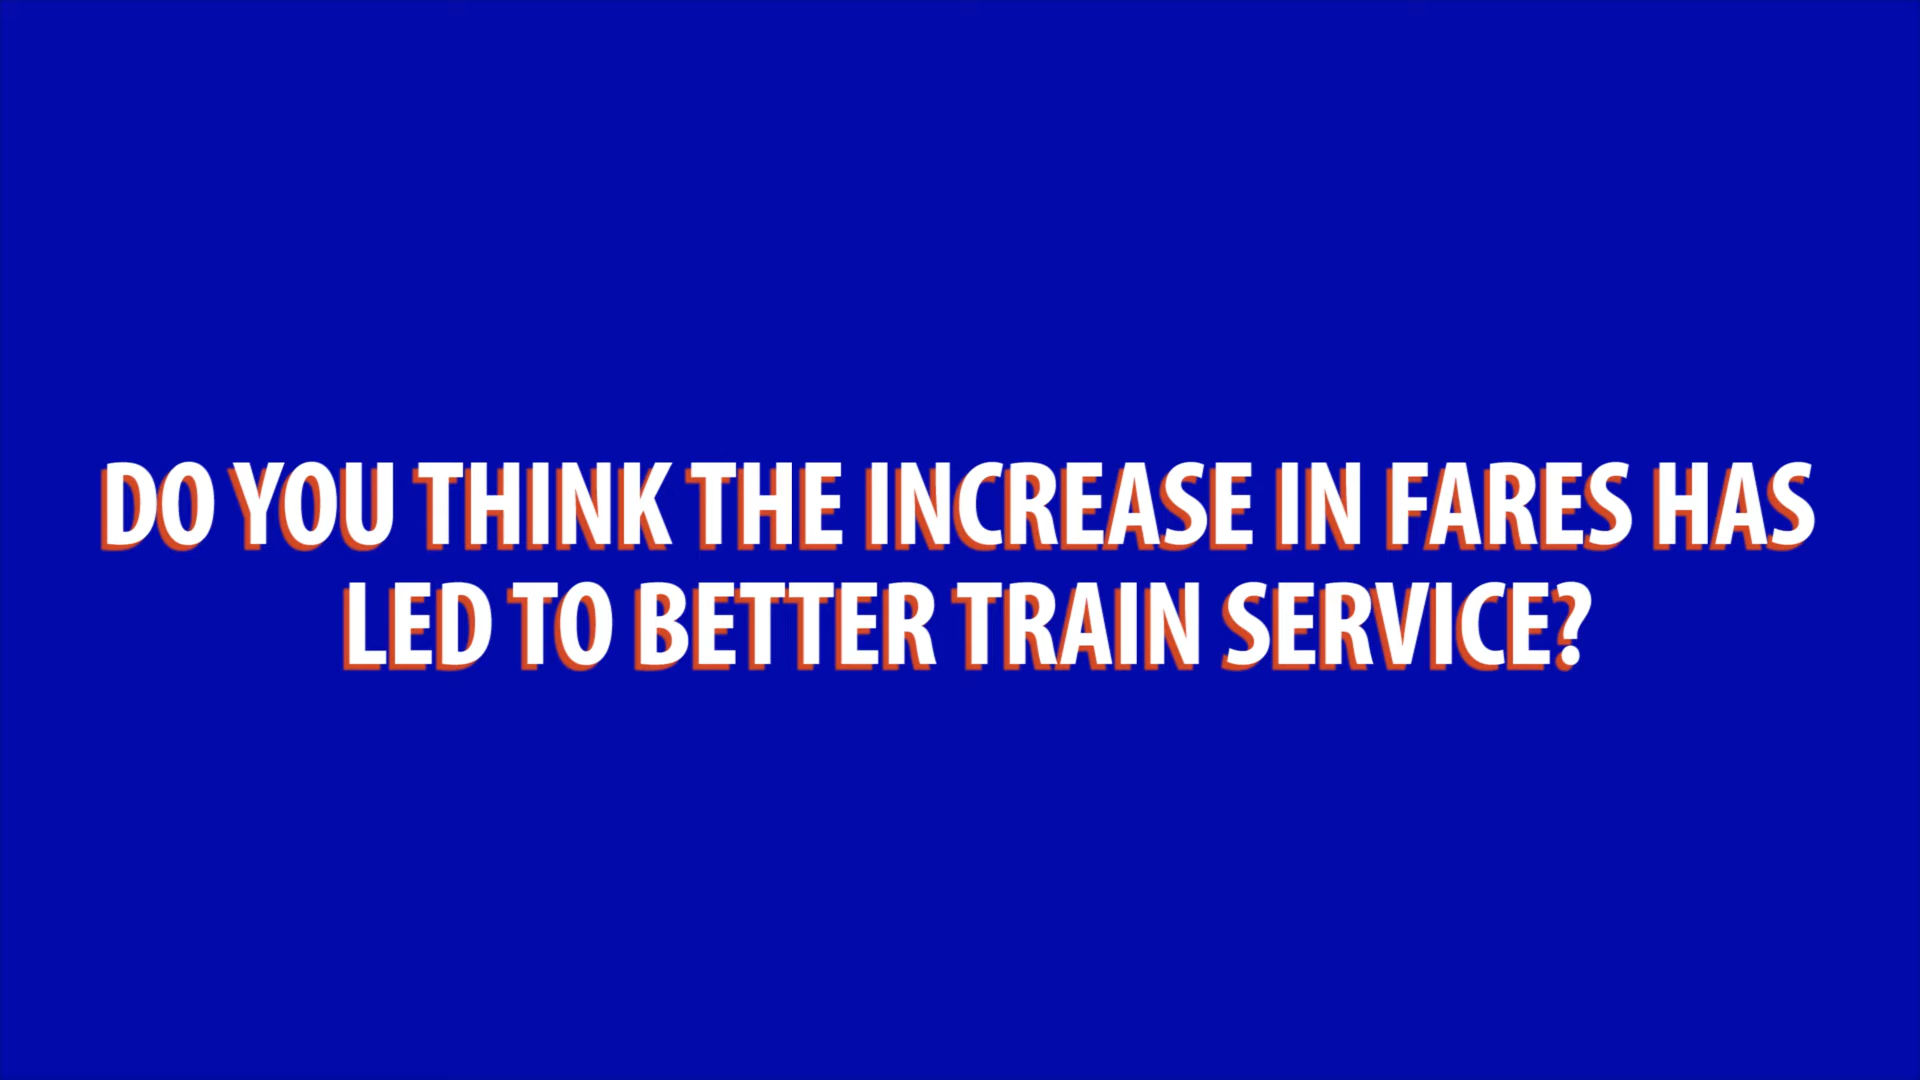 DO YOU THINK THE INCREASE IN FARES HAS
LED TO BETTER TRAIN SERVICE?